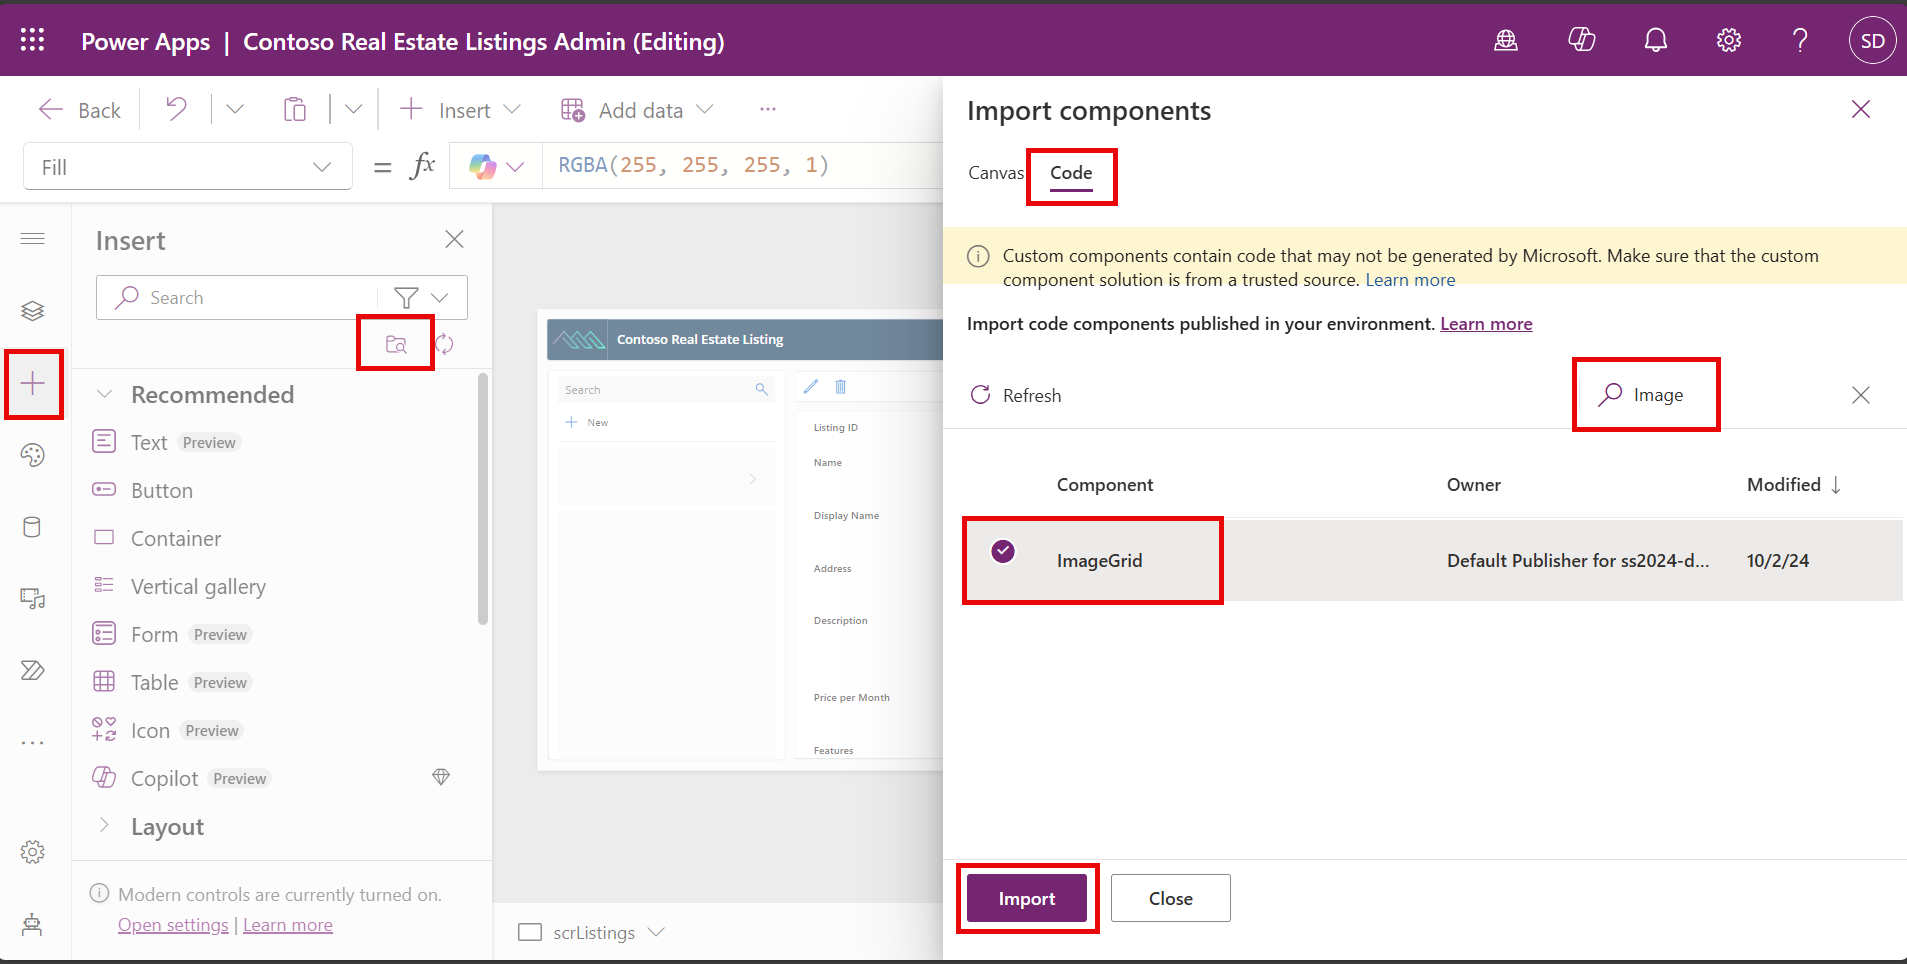 Power Apps | Contoso Real Estate Listings Admin (Editing)
SD
Back
Insert
Add data
Fill
= fx
RGBA(255, 255, 255, 1)
Insert
Search
Recommended
Text Preview
Button
Container
Vertical gallery
Form Preview
Table Preview
Icon Preview
Copilot Preview
Layout
Modern controls are currently turned on.
Open settings | Learn more
Contoso Real Estate Listing
Search
New
Listing ID
Name
Display Name
Address
Description
Price per Month
Features
scrListings
Import components
Canvas Code
Custom components contain code that may not be generated by Microsoft. Make sure that the custom
component solution is from a trusted source. Learn more
Import code components published in your environment. Learn more
Refresh
Image
Component Owner Modified
ImageGrid Default Publisher for ss2024-d... 10/2/24
Import Close